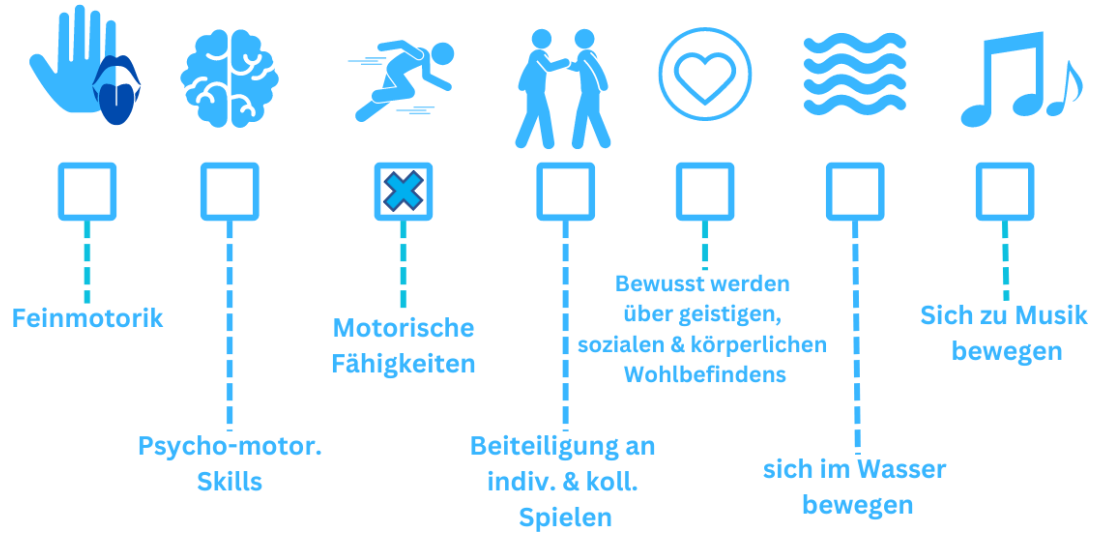 Feinmotorik
Psycho-motor.
Skills
Motorische
Fähigkeiten
Beiteiligung an
indiv. & koll.
Spielen
Bewusst werden
über geistigen,
sozialen & körperlichen
Wohlbefindens
sich im Wasser
bewegen
Sich zu Musik
bewegen